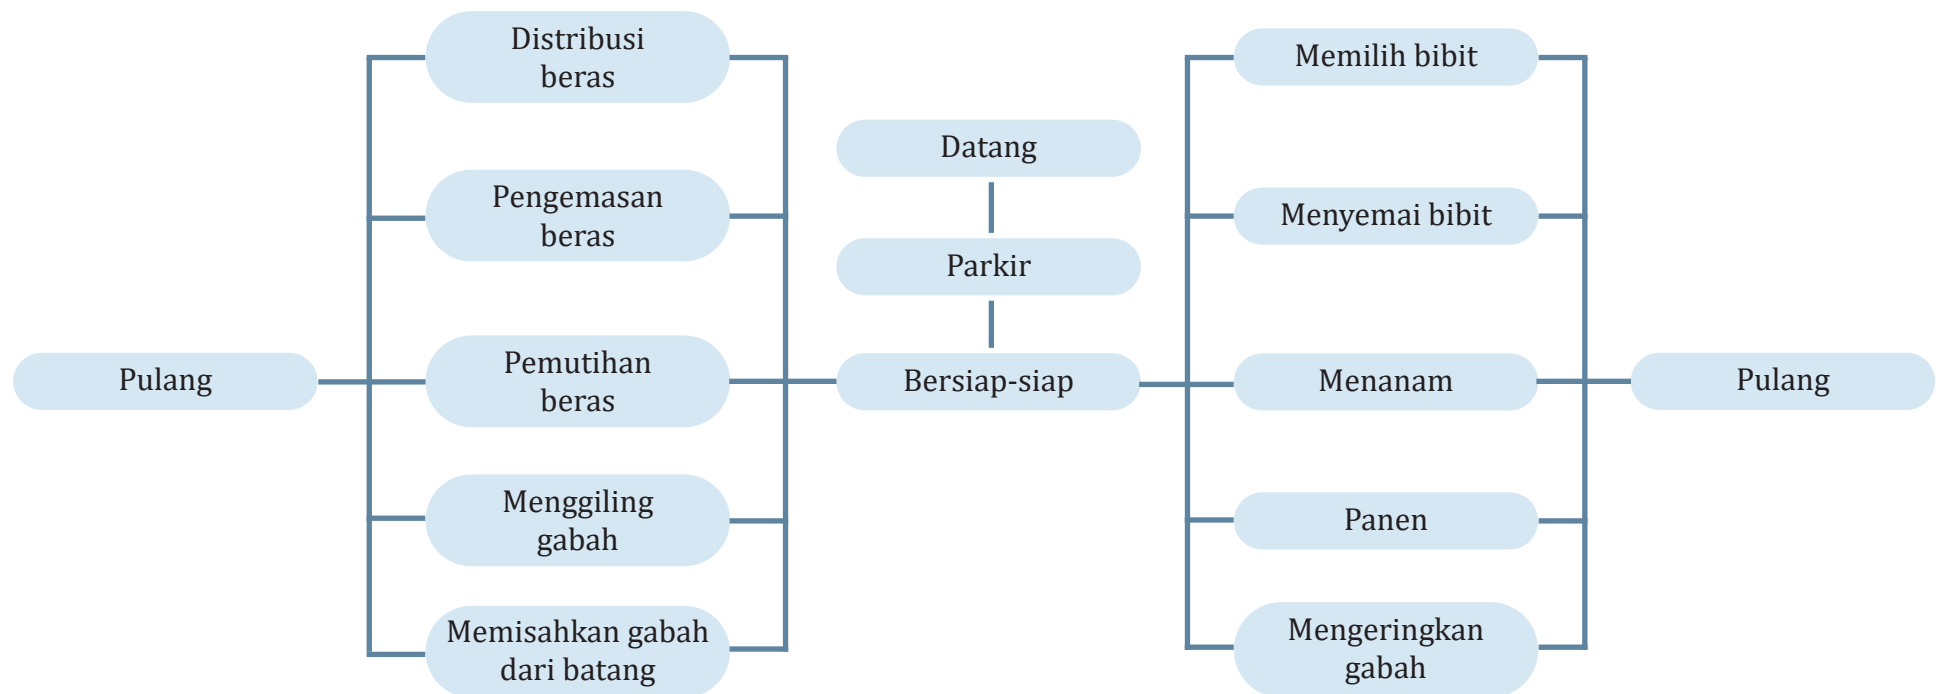 Distribusi
beras
Pengemasan
beras
Pulang
Pemutihan
beras
Menggiling
gabah
Memisahkan gabah
dari batang
Datang
Parkir
Bersiap-siap
Memilih bibit
Menyemai bibit
Menanam
Panen
Mengeringkan
gabah
Pulang